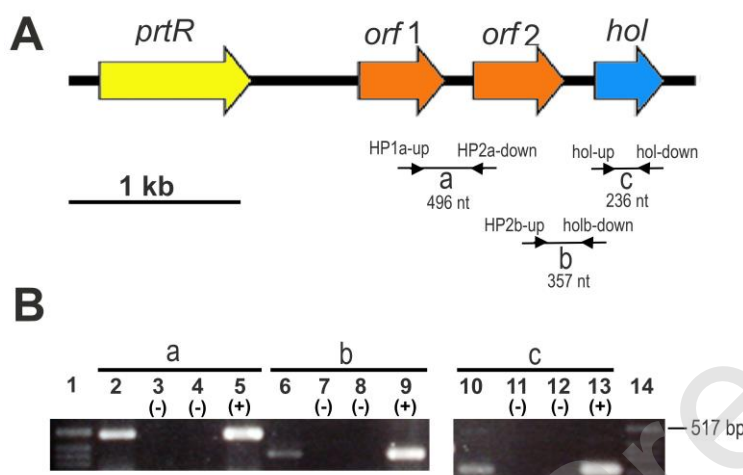 A
prtR orf 1 orf 2 hol
HP1a-up HP2a-down hol-up hol-down
a c
1 kb
496 nt 236 nt
HP2b-up holb-down
b
357 nt
B
a b c
1 2 3 4 5 6 7 8 9 10 11 12 13 14
(-) (-) (+) (-) (-) (+) (-) (-) (+)
517 bp